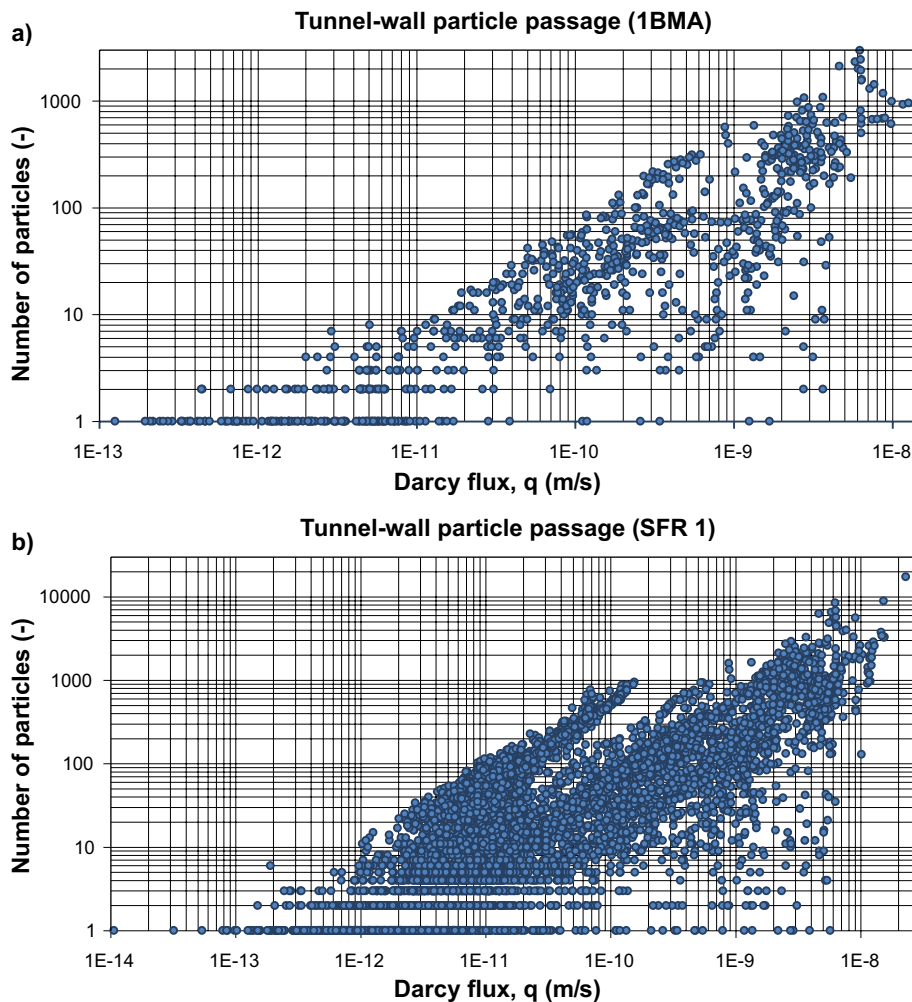 a)
Tunnel-wall particle passage (1BMA)
Number of particles (-)
1000
100
10
1
1E-13 1E-12 1E-11 1E-10 1E-9 1E-8
Darcy flux, q (m/s)
b)
Tunnel-wall particle passage (SFR 1)
Number of particles (-)
10000
1000
100
10
1
1E-14 1E-13 1E-12 1E-11 1E-10 1E-9 1E-8
Darcy flux, q (m/s)